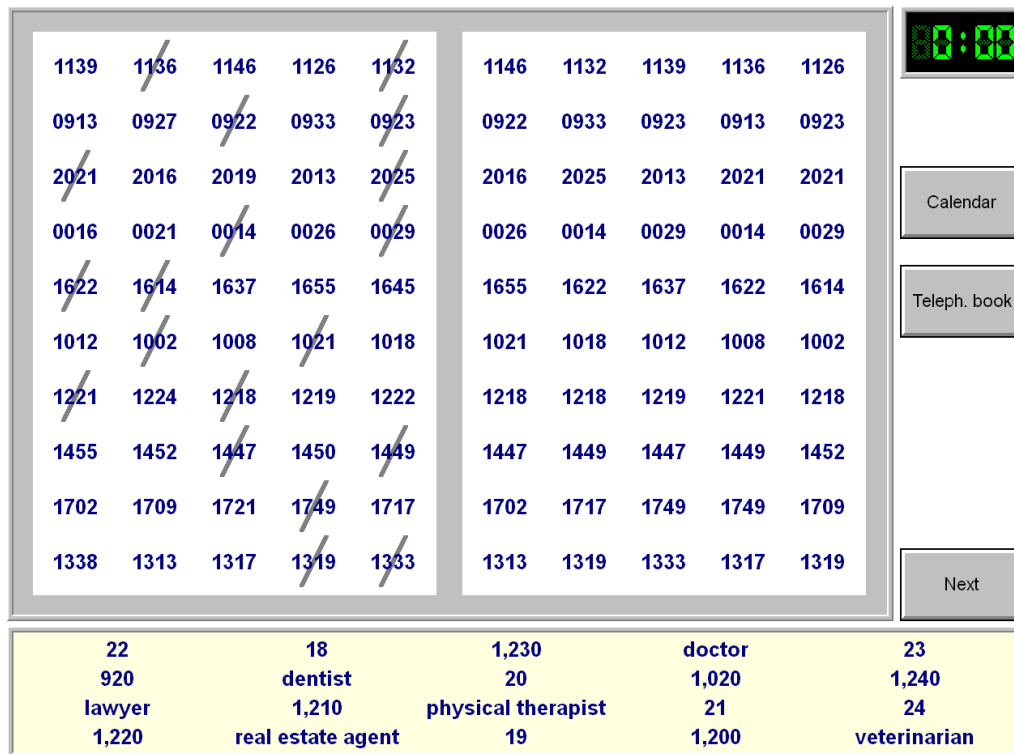 0:00
1139 1136 1146 1126 1132 1146 1132 1139 1136 1126
0913 0927 0922 0933 0923 0922 0933 0923 0913 0923
2021 2016 2019 2013 2025 2016 2025 2013 2021 2021
0016 0021 0014 0026 0029 0026 0014 0029 0014 0029
1622 1614 1637 1655 1645 1655 1622 1637 1622 1614
1012 1002 1008 1021 1018 1021 1018 1012 1008 1002
1221 1224 1218 1219 1222 1218 1218 1219 1221 1218
1455 1452 1447 1450 1449 1447 1449 1447 1449 1452
1702 1709 1721 1749 1717 1702 1717 1749 1749 1709
1338 1313 1317 1319 1333 1313 1319 1333 1317 1319
Calendar
Teleph. book
Next
22 18 1,230 doctor 23
920 dentist 20 1,020 1,240
lawyer 1,210 physical therapist 21 24
1,220 real estate agent 19 1,200 veterinarian